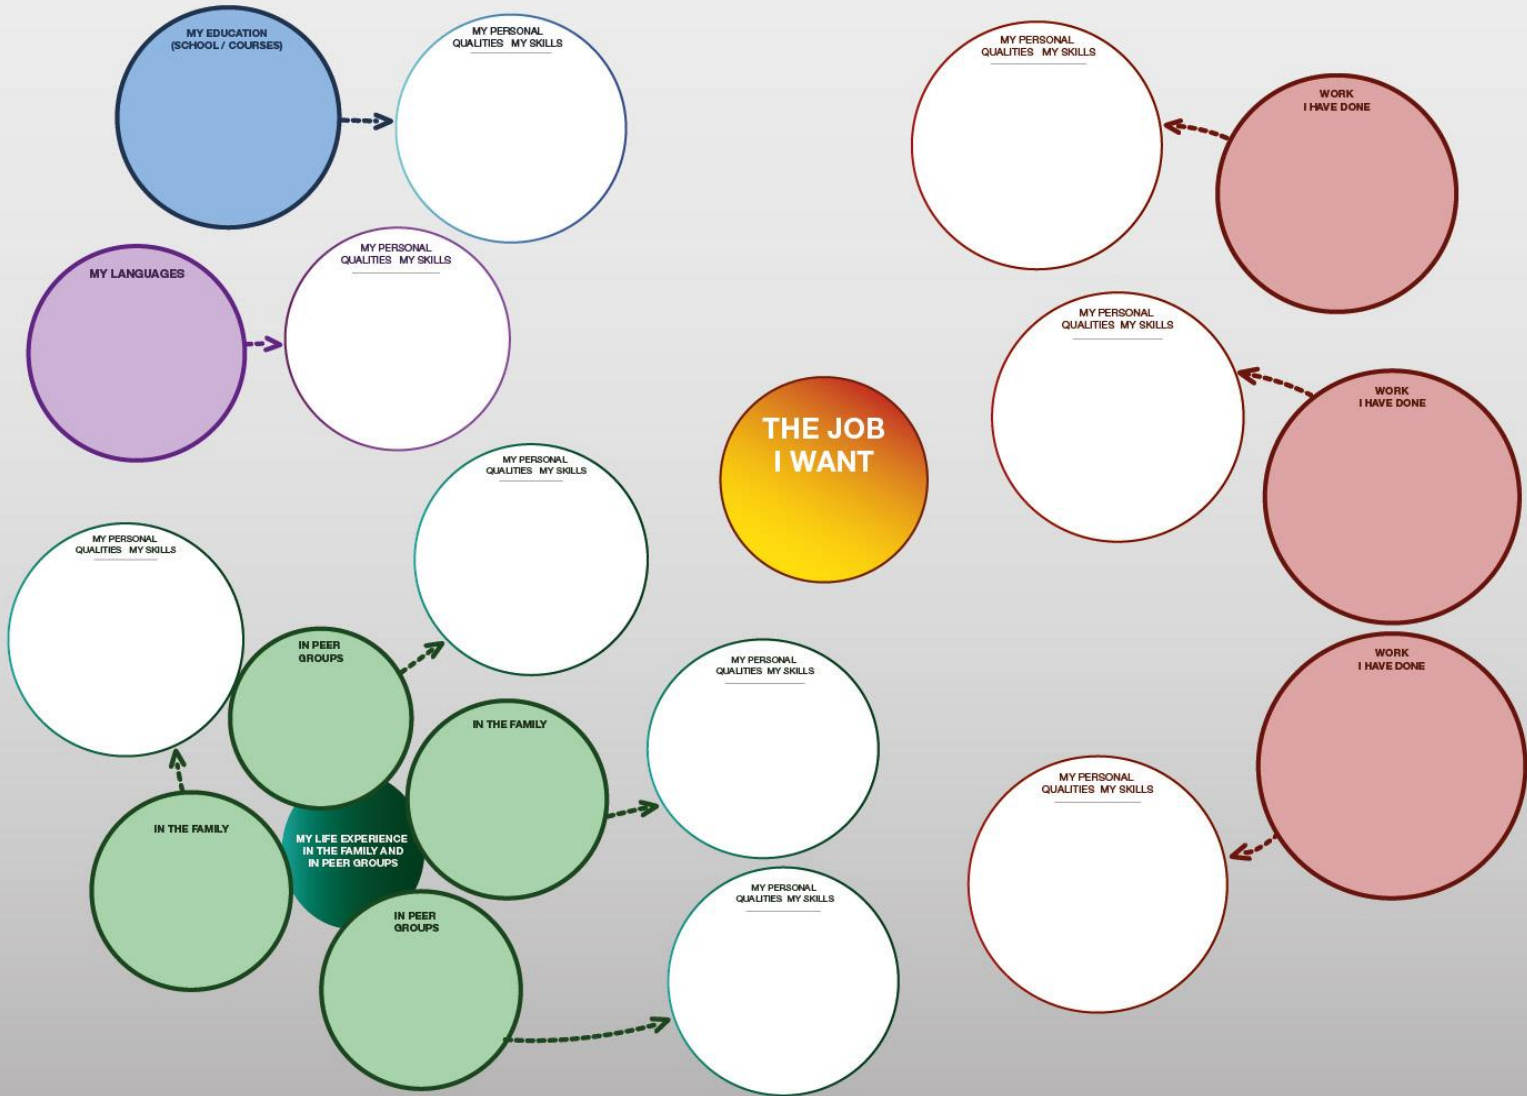 MY EDUCATION
(SCHOOL / COURSES)
MY PERSONAL
QUALITIES MY SKILLS
MY LANGUAGES
MY PERSONAL
QUALITIES MY SKILLS
MY PERSONAL
QUALITIES MY SKILLS
WORK
I HAVE DONE
MY PERSONAL
QUALITIES MY SKILLS
WORK
I HAVE DONE
THE JOB
I WANT
MY PERSONAL
QUALITIES MY SKILLS
MY PERSONAL
QUALITIES MY SKILLS
IN PEER
GROUPS
IN THE FAMILY
MY PERSONAL
QUALITIES MY SKILLS
WORK
I HAVE DONE
MY PERSONAL
QUALITIES MY SKILLS
IN THE FAMILY
MY LIFE EXPERIENCE
IN THE FAMILY AND
IN PEER GROUPS
IN PEER
GROUPS
MY PERSONAL
QUALITIES MY SKILLS